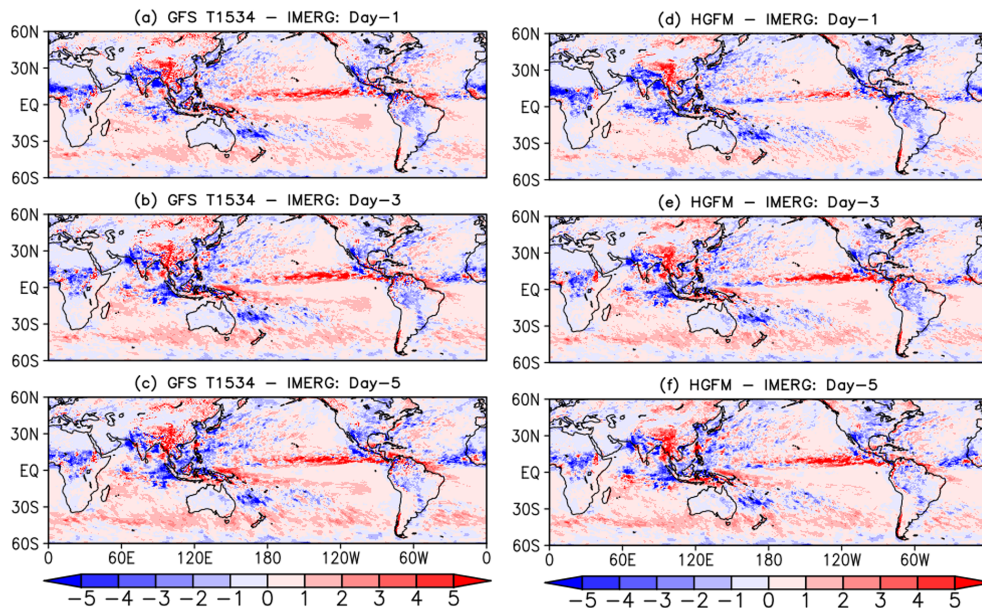 (a) GFS T1534 − IMERG: Day−1
60N
30N
EQ
30S
60S
(b) GFS T1534 − IMERG: Day−3
60N
30N
EQ
30S
60S
(c) GFS T1534 − IMERG: Day−5
60N
30N
EQ
30S
60S
0 60E 120E 180 120W 60W 0
−5 −4 −3 −2 −1 0 1 2 3 4 5
(d) HGFM − IMERG: Day−1
60N
30N
EQ
30S
60S
(e) HGFM − IMERG: Day−3
60N
30N
EQ
30S
60S
(f) HGFM − IMERG: Day−5
60N
30N
EQ
30S
60S
0 60E 120E 180 120W 60W
−5 −4 −3 −2 −1 0 1 2 3 4 5